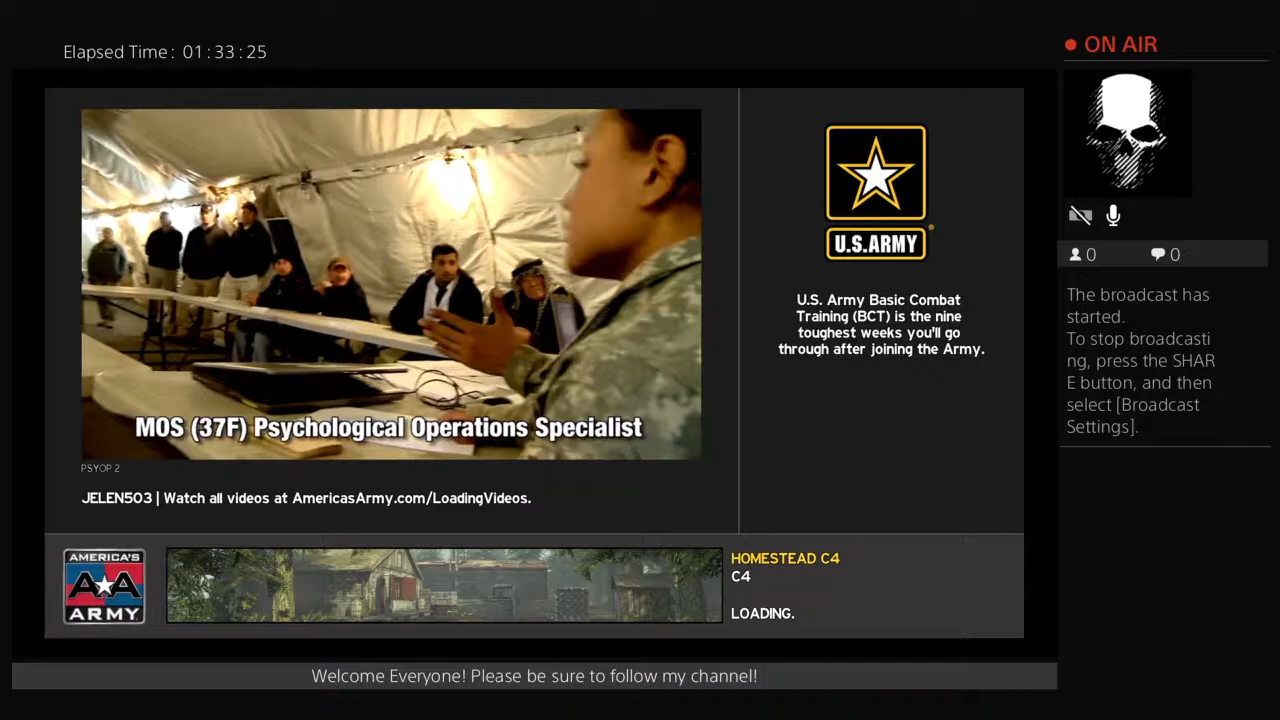 Elapsed Time: 01:33:25
ON AIR
MOS (37F) Psychological Operations Specialist
PSYOP 2
JELEN503 | Watch all videos at AmericasArmy.com/LoadingVideos.
U.S.ARMY
U.S. Army Basic Combat
Training (BCT) is the nine
toughest weeks you'll go
through after joining the Army.
0 0
The broadcast has
started.
To stop broadcasti
ng, press the SHAR
E button, and then
select [Broadcast
Settings].
AMERICA'S
AA
ARMY
HOMESTEAD C4
C4
LOADING.
Welcome Everyone! Please be sure to follow my channel!